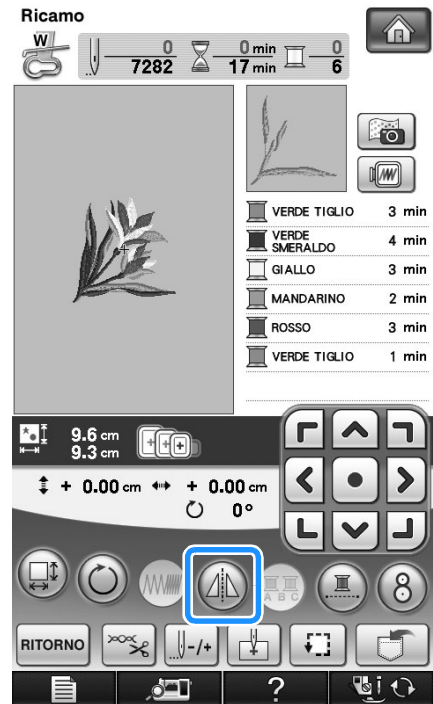 Ricamo
W
0 0 min 0
7282 17 min 6
VERDE TIGLIO 3 min
VERDE SMERALDO 4 min
GIALLO 3 min
MANDARINO 2 min
ROSSO 3 min
VERDE TIGLIO 1 min
9.6 cm
9.3 cm
+ 0.00 cm + 0.00 cm
0°
A B C
8
RITORNO -/+
?